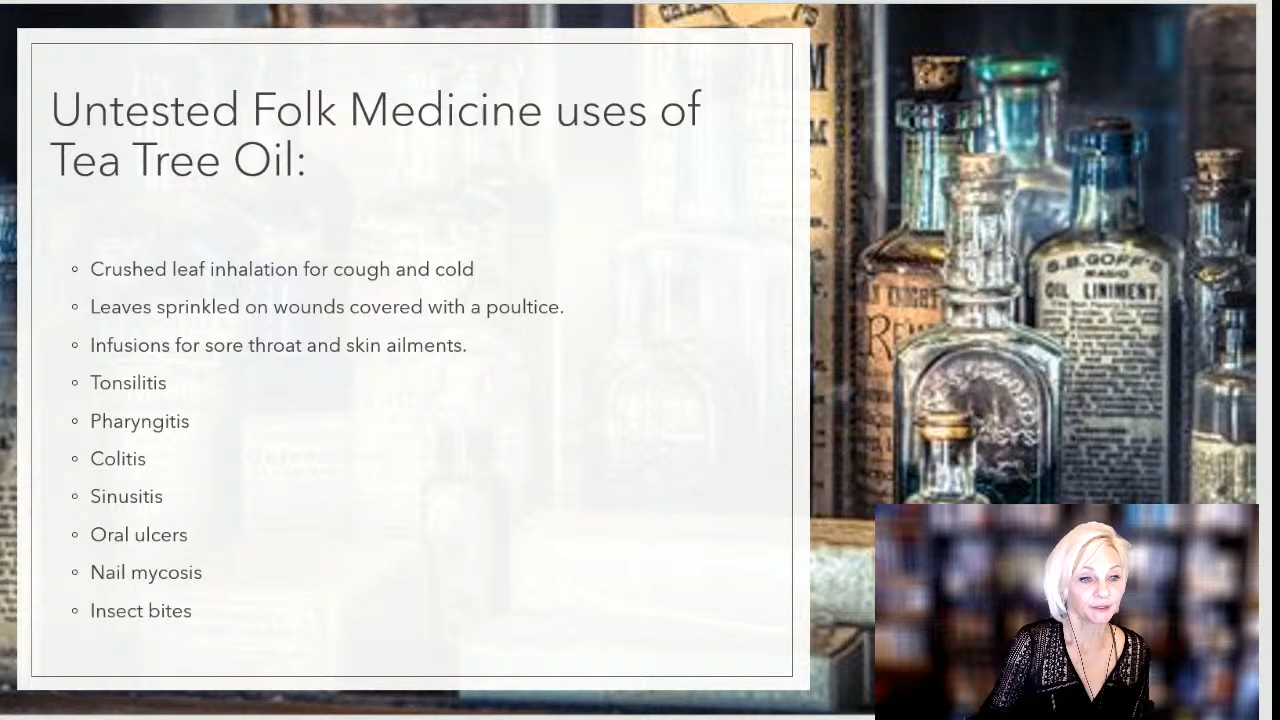 Untested Folk Medicine uses of
Tea Tree Oil:
◦ Crushed leaf inhalation for cough and cold
◦ Leaves sprinkled on wounds covered with a poultice.
◦ Infusions for sore throat and skin ailments.
◦ Tonsilitis
◦ Pharyngitis
◦ Colitis
◦ Sinusitis
◦ Oral ulcers
◦ Nail mycosis
◦ Insect bites
S.B. GOFF'S
MAGIC
OIL LINIMENT.